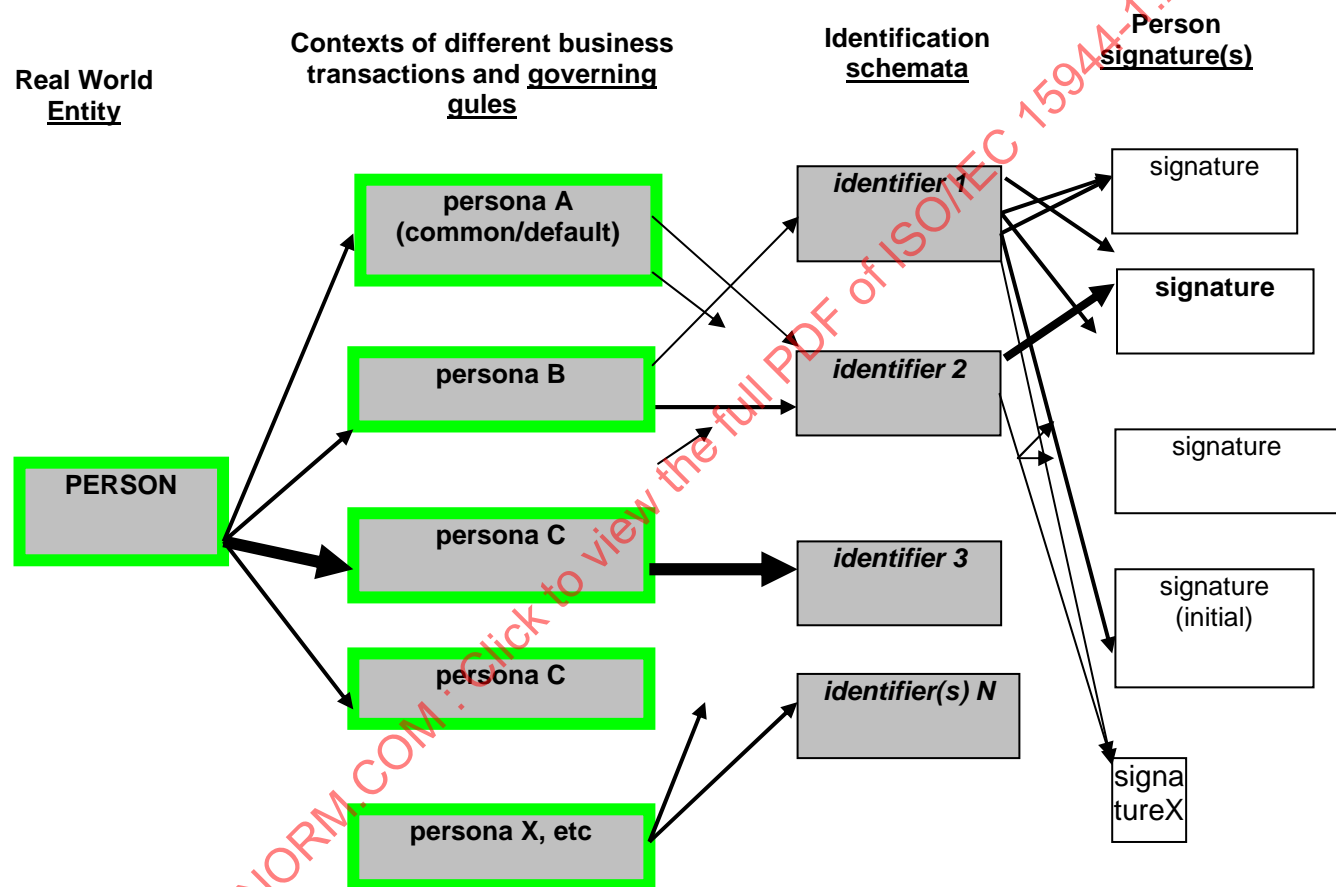 Real World
Entity
Contexts of different business
transactions and governing
gules
Identification
schemata
Person
signature(s)
PERSON
persona A
(common/default)
persona B
persona C
persona C
persona X, etc
identifier 1
identifier 2
identifier 3
identifier(s) N
signature
signature
signature
signature
(initial)
signa
tureX
NORM.COM : Click to view the full PDF of ISO/IEC 15944-1: